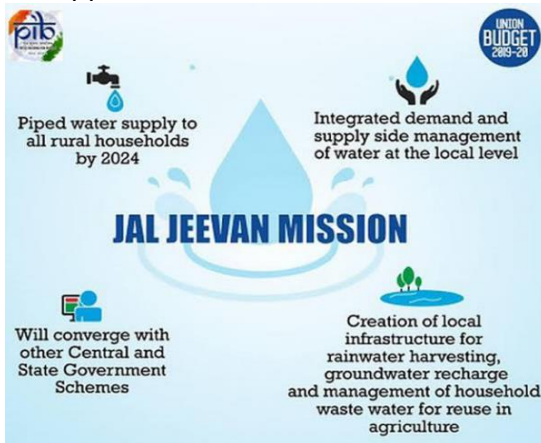 pib
UNION
BUDGET
2019-20
Piped water supply to
all rural households
by 2024
Integrated demand and
supply side management
of water at the local level
JAL JEEVAN MISSION
Will converge with
other Central and
State Government
Schemes
Creation of local
infrastructure for
rainwater harvesting,
groundwater recharge
and management of household
waste water for reuse in
agriculture